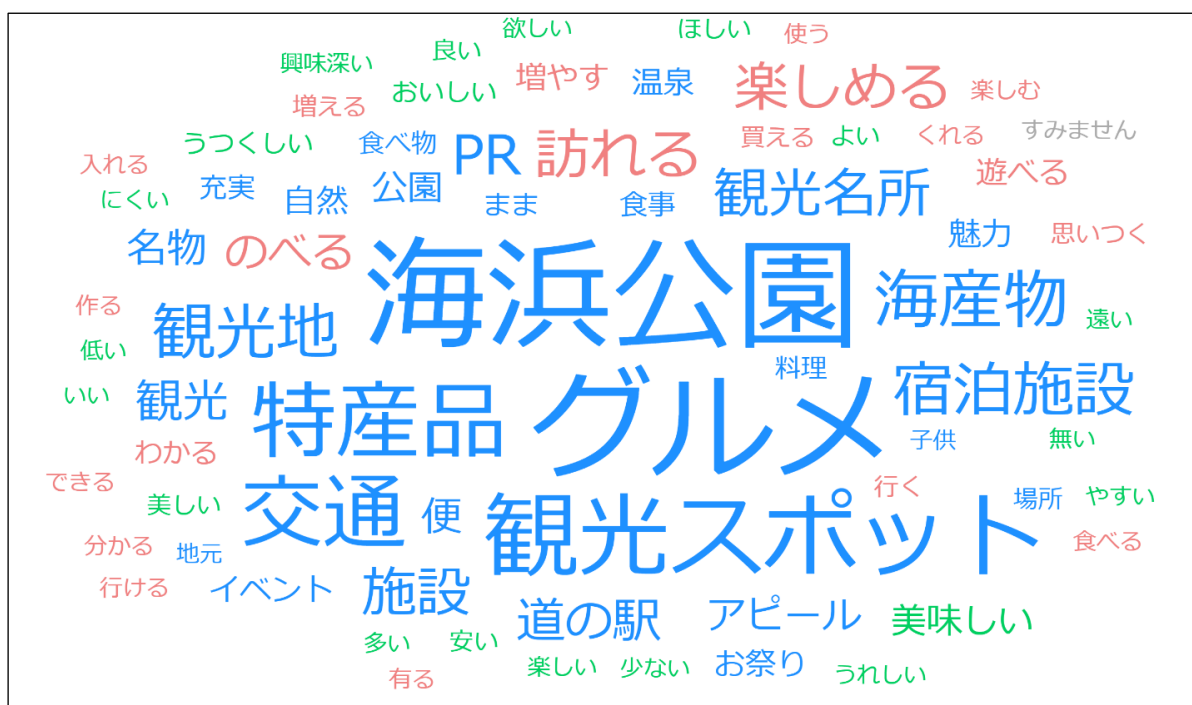 欲しい
ほしい
使う
興味深い
良い
増やす
温泉
楽しめる
楽しむ
増える
おいしい
うつくしい
食べ物
PR
訪れる
買える
よい
くれる
すみません
入れる
にくい
充実
自然
公園
まま
食事
観光名所
遊べる
名物
のべる
海浜公園
魅力
思いつく
作る
観光地
海産物
遠い
低い
料理
いい
観光
特産品
グルメ
宿泊施設
わかる
子供
無い
できる
美しい
交通
便
観光スポット
行く
場所
やすい
分かる
地元
食べる
行ける
イベント
施設
道の駅
アピール
美味しい
多い
安い
楽しい
少ない
お祭り
うれしい
有る